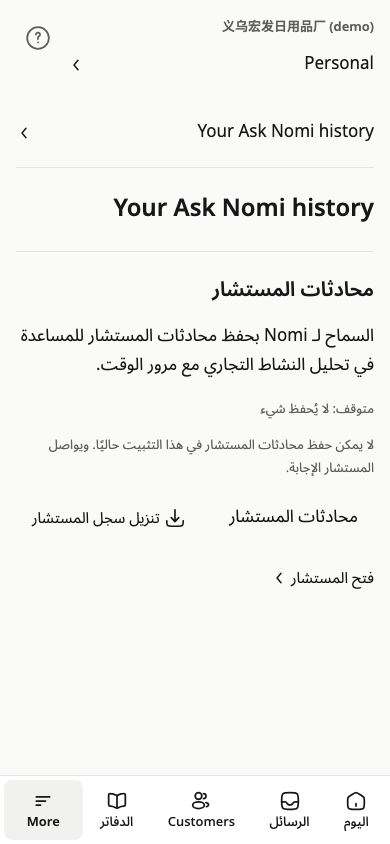 义乌宏发日用品厂 (demo)
Personal
Your Ask Nomi history
Your Ask Nomi history
محادثات المستشار
السماح لـ Nomi بحفظ محادثات المستشار للمساعدة
في تحليل النشاط التجاري مع مرور الوقت.
متوقف: لا يُحفظ شيء
لا يمكن حفظ محادثات المستشار في هذا التثبيت حاليًا. ويواصل
المستشار الإجابة.
محادثات المستشار
تنزيل سجل المستشار
فتح المستشار
اليوم
الرسائل
Customers
الدفاتر
More